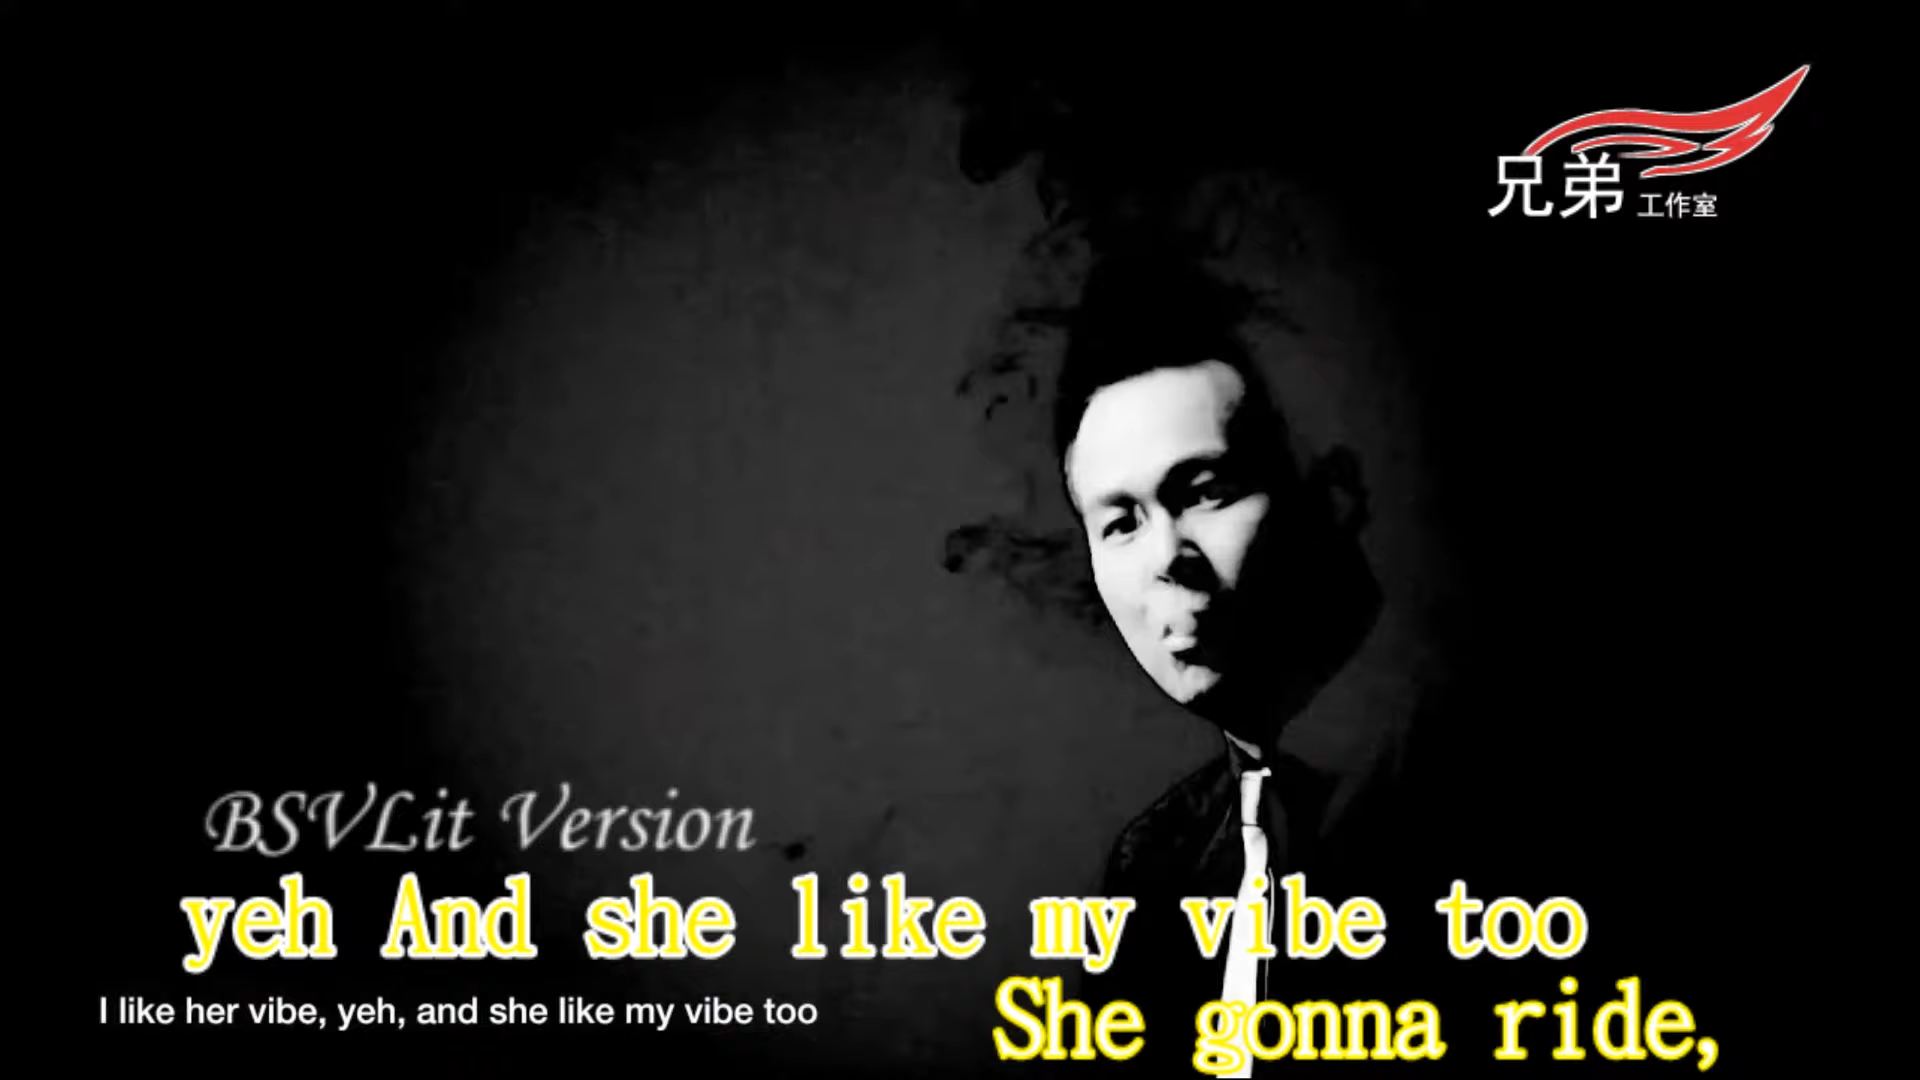 兄弟 工作室
BSVLit Version
yeh And she like my vibe too
I like her vibe, yeh, and she like my vibe too
She gonna ride,